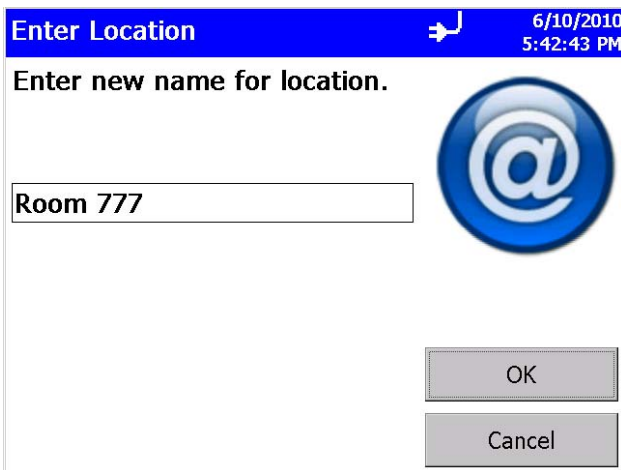 Enter Location
6/10/2010
5:42:43 PM
Enter new name for location.
@
Room 777
OK
Cancel